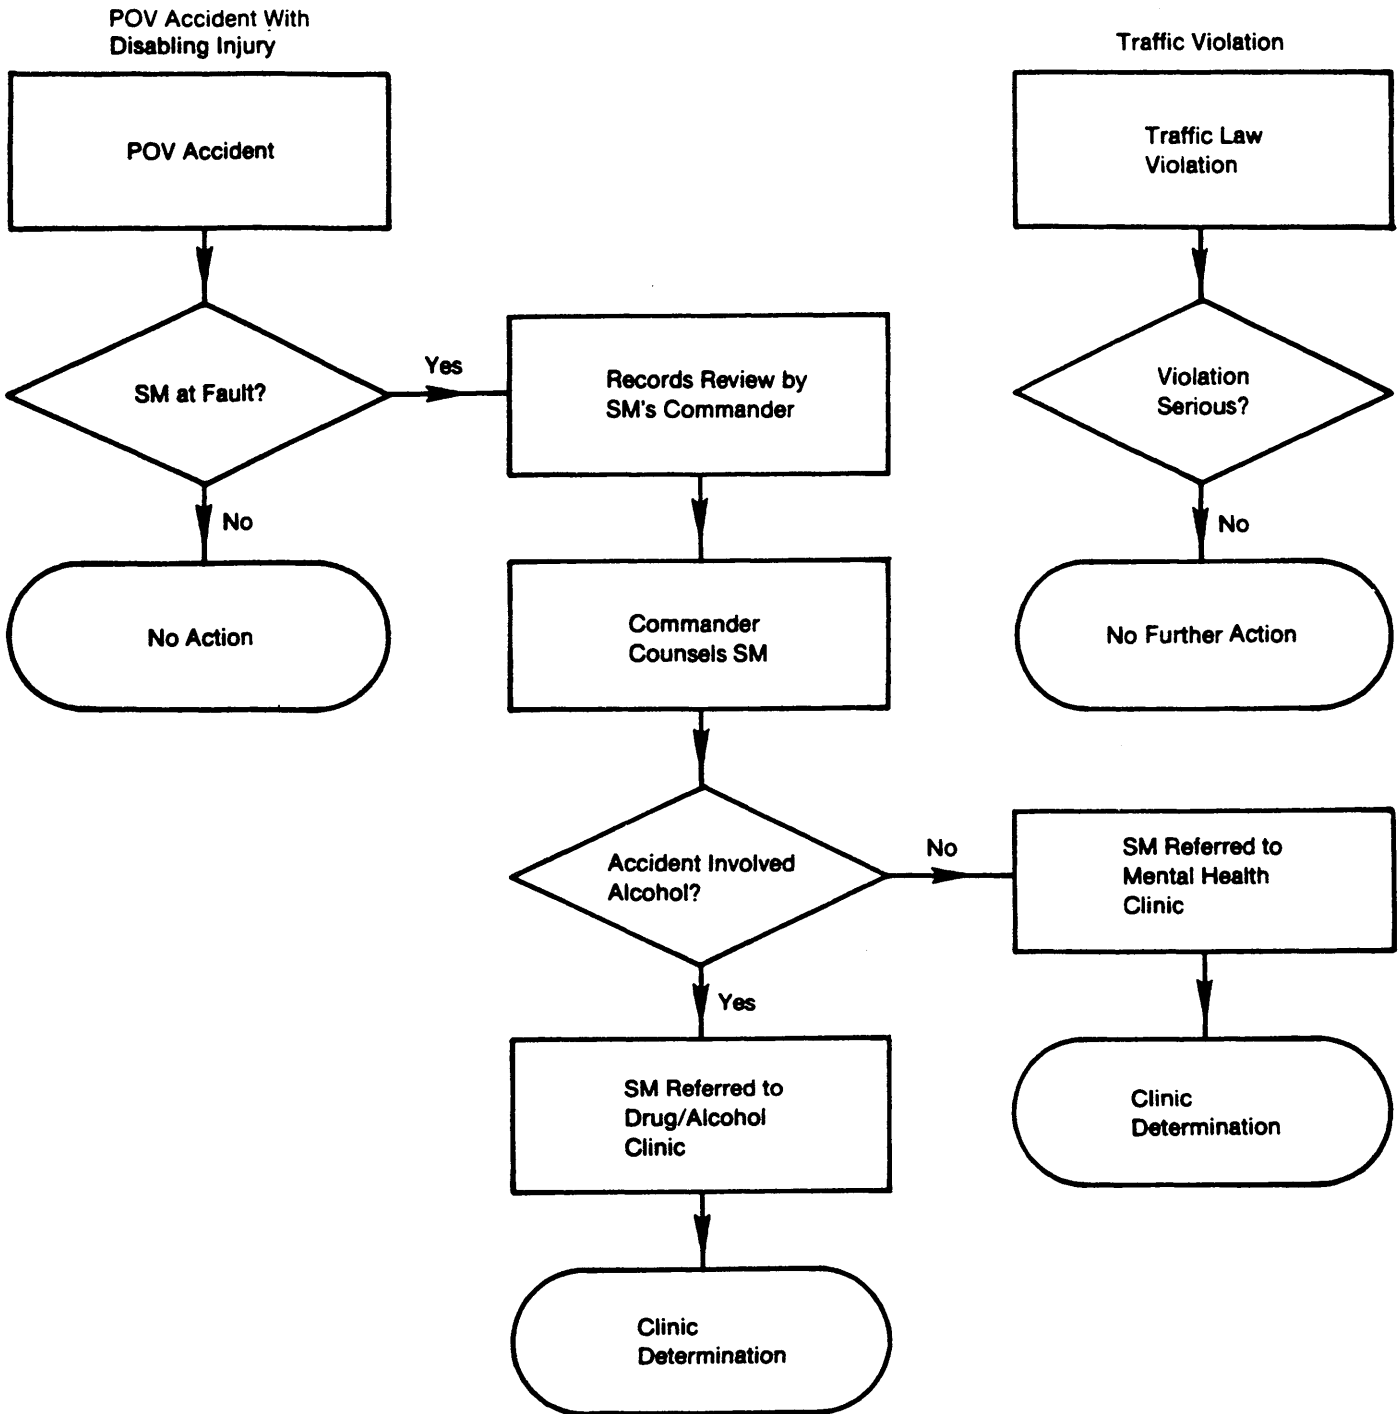 POV Accident With
Disabling Injury
Traffic Violation
POV Accident
Traffic Law
Violation
SM at Fault?
Yes
Records Review by
SM's Commander
Violation
Serious?
No
No
No Action
Commander
Counsels SM
No Further Action
Accident Involved
Alcohol?
No
SM Referred to
Mental Health
Clinic
Yes
SM Referred to
Drug/Alcohol
Clinic
Clinic
Determination
Clinic
Determination